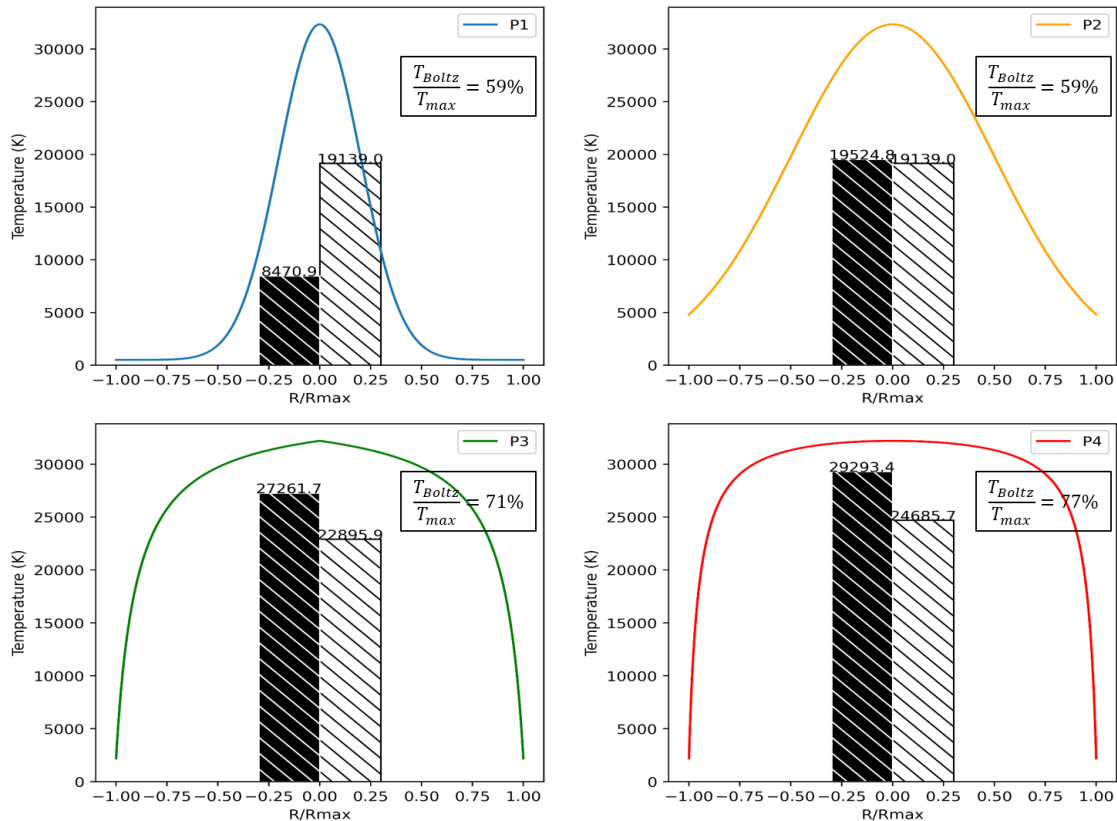 P1
T_Boltz / T_max = 59%
30000
25000
20000
15000
10000
5000
0
Temperature (K)
19139.0
8470.9
−1.00 −0.75 −0.50 −0.25 0.00 0.25 0.50 0.75 1.00
R/Rmax
P2
T_Boltz / T_max = 59%
30000
25000
20000
15000
10000
5000
0
Temperature (K)
19524.8 19139.0
−1.00 −0.75 −0.50 −0.25 0.00 0.25 0.50 0.75 1.00
R/Rmax
P3
T_Boltz / T_max = 71%
30000
25000
20000
15000
10000
5000
0
Temperature (K)
27261.7
22895.9
−1.00 −0.75 −0.50 −0.25 0.00 0.25 0.50 0.75 1.00
R/Rmax
P4
T_Boltz / T_max = 77%
30000
25000
20000
15000
10000
5000
0
Temperature (K)
29293.4
24685.7
−1.00 −0.75 −0.50 −0.25 0.00 0.25 0.50 0.75 1.00
R/Rmax